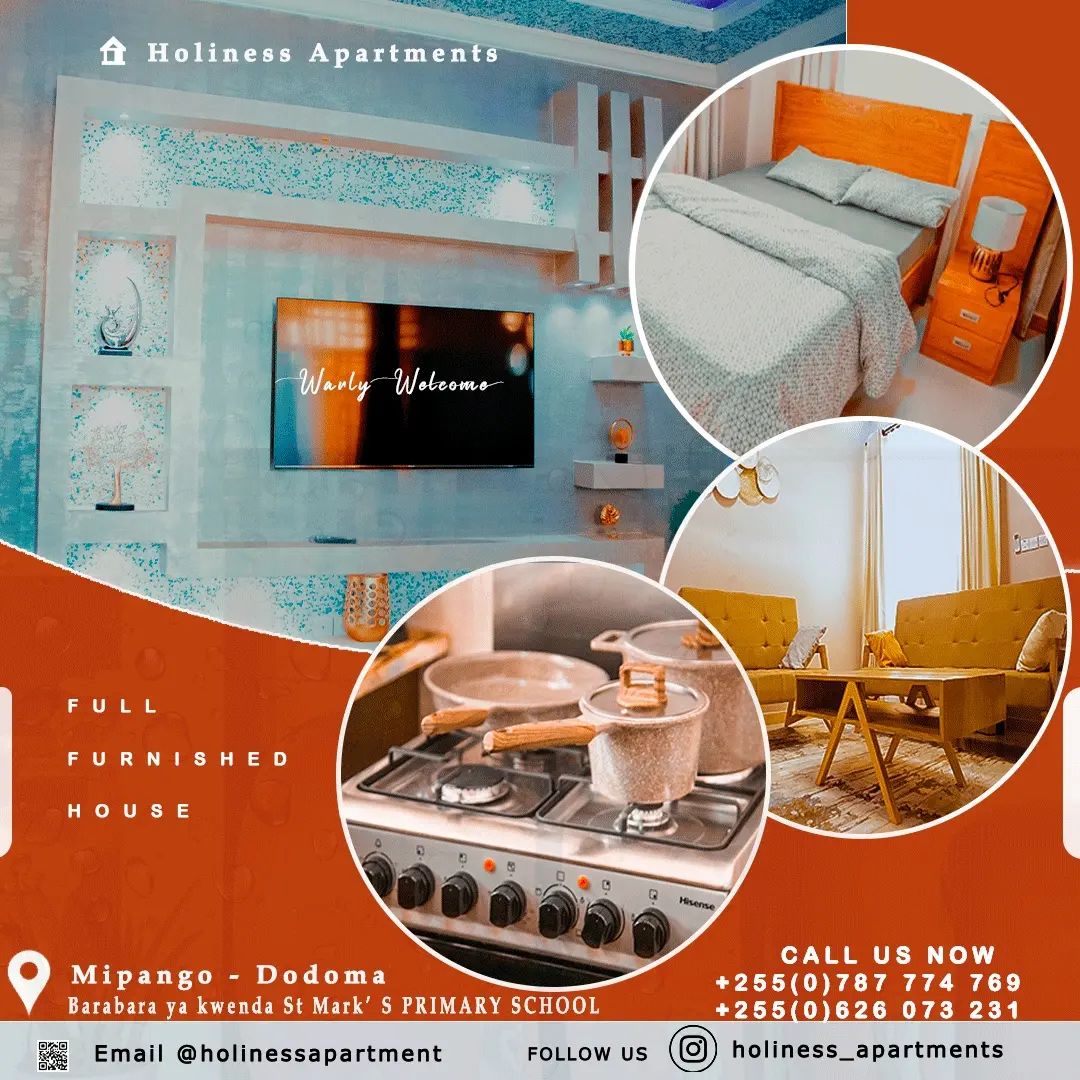 Holiness Apartments
Warly Welcome
FULL
FURNISHED
HOUSE
Hisense
Mipango - Dodoma
Barabara ya kwenda St Mark’ S PRIMARY SCHOOL
CALL US NOW
+255(0)787 774 769
+255(0)626 073 231
Email @holinessapartment
FOLLOW US
holiness_apartments